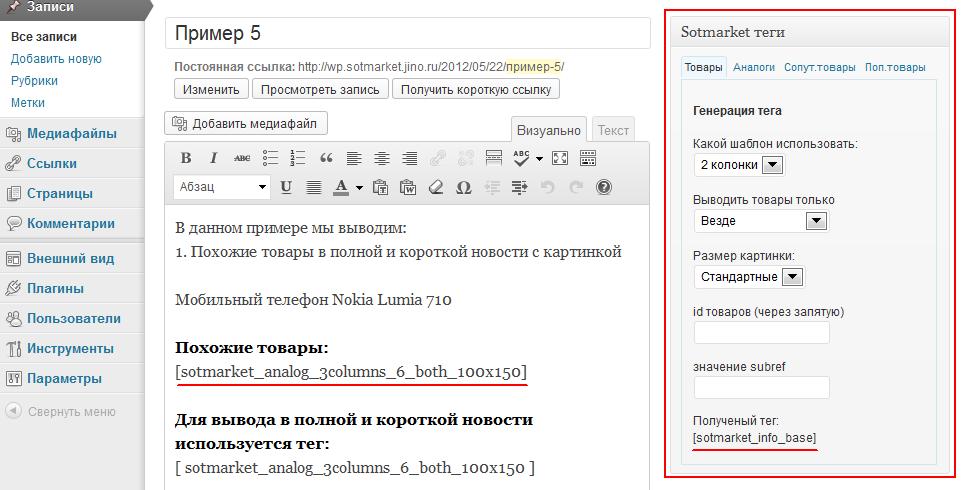 Записи
Все записи
Добавить новую
Рубрики
Метки
Медиафайлы
Ссылки
Страницы
Комментарии
Внешний вид
Плагины
Пользователи
Инструменты
Параметры
Свернуть меню
Пример 5
Постоянная ссылка: http://wp.sotmarket.jino.ru/2012/05/22/пример-5/
Изменить Просмотреть запись Получить короткую ссылку
Добавить медиафайл
Визуально Текст
B I ABC ABC
Абзац U A
В данном примере мы выводим:
1. Похожие товары в полной и короткой новости с картинкой
Мобильный телефон Nokia Lumia 710
Похожие товары:
[sotmarket_analog_3columns_6_both_100x150]
Для вывода в полной и короткой новости
используется тег:
[ sotmarket_analog_3columns_6_both_100x150 ]
Sotmarket теги
Товары Аналоги Сопут.товары Поп.товары
Генерация тега
Какой шаблон использовать:
2 колонки
Выводить товары только
Везде
Размер картинки:
Стандартные
id товаров (через запятую)
значение subref
Полученый тег:
[sotmarket_info_base]